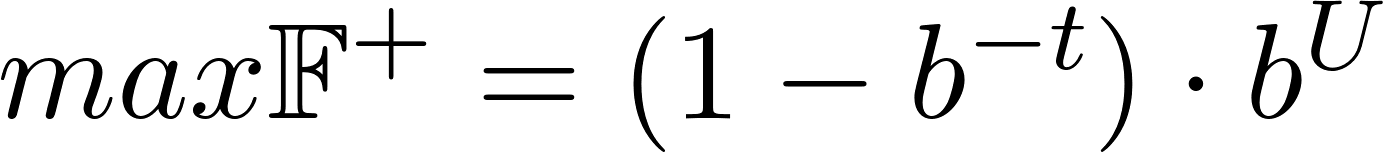 max𝔽⁺ = (1 − b⁻ᵗ) · bᵁ